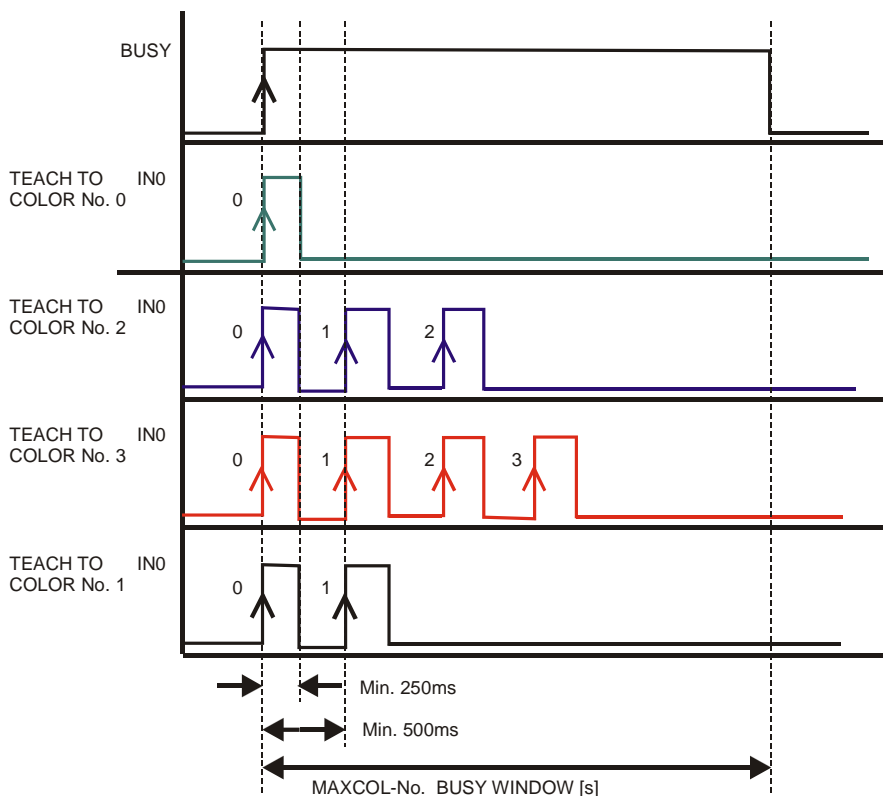 BUSY
TEACH TO IN0
COLOR No. 0
0
TEACH TO IN0
COLOR No. 2
0 1 2
TEACH TO IN0
COLOR No. 3
0 1 2 3
TEACH TO IN0
COLOR No. 1
0 1
Min. 250ms
Min. 500ms
MAXCOL-No. BUSY WINDOW [s]